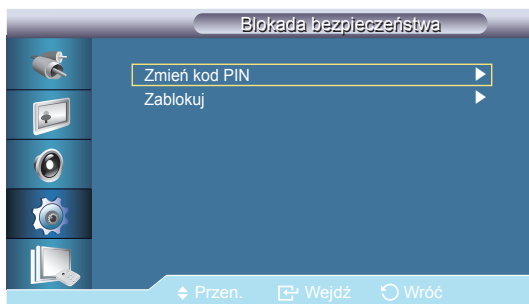 Blokada bezpieczeństwa
Zmień kod PIN
Zablokuj
Przen. Wejdź Wróć